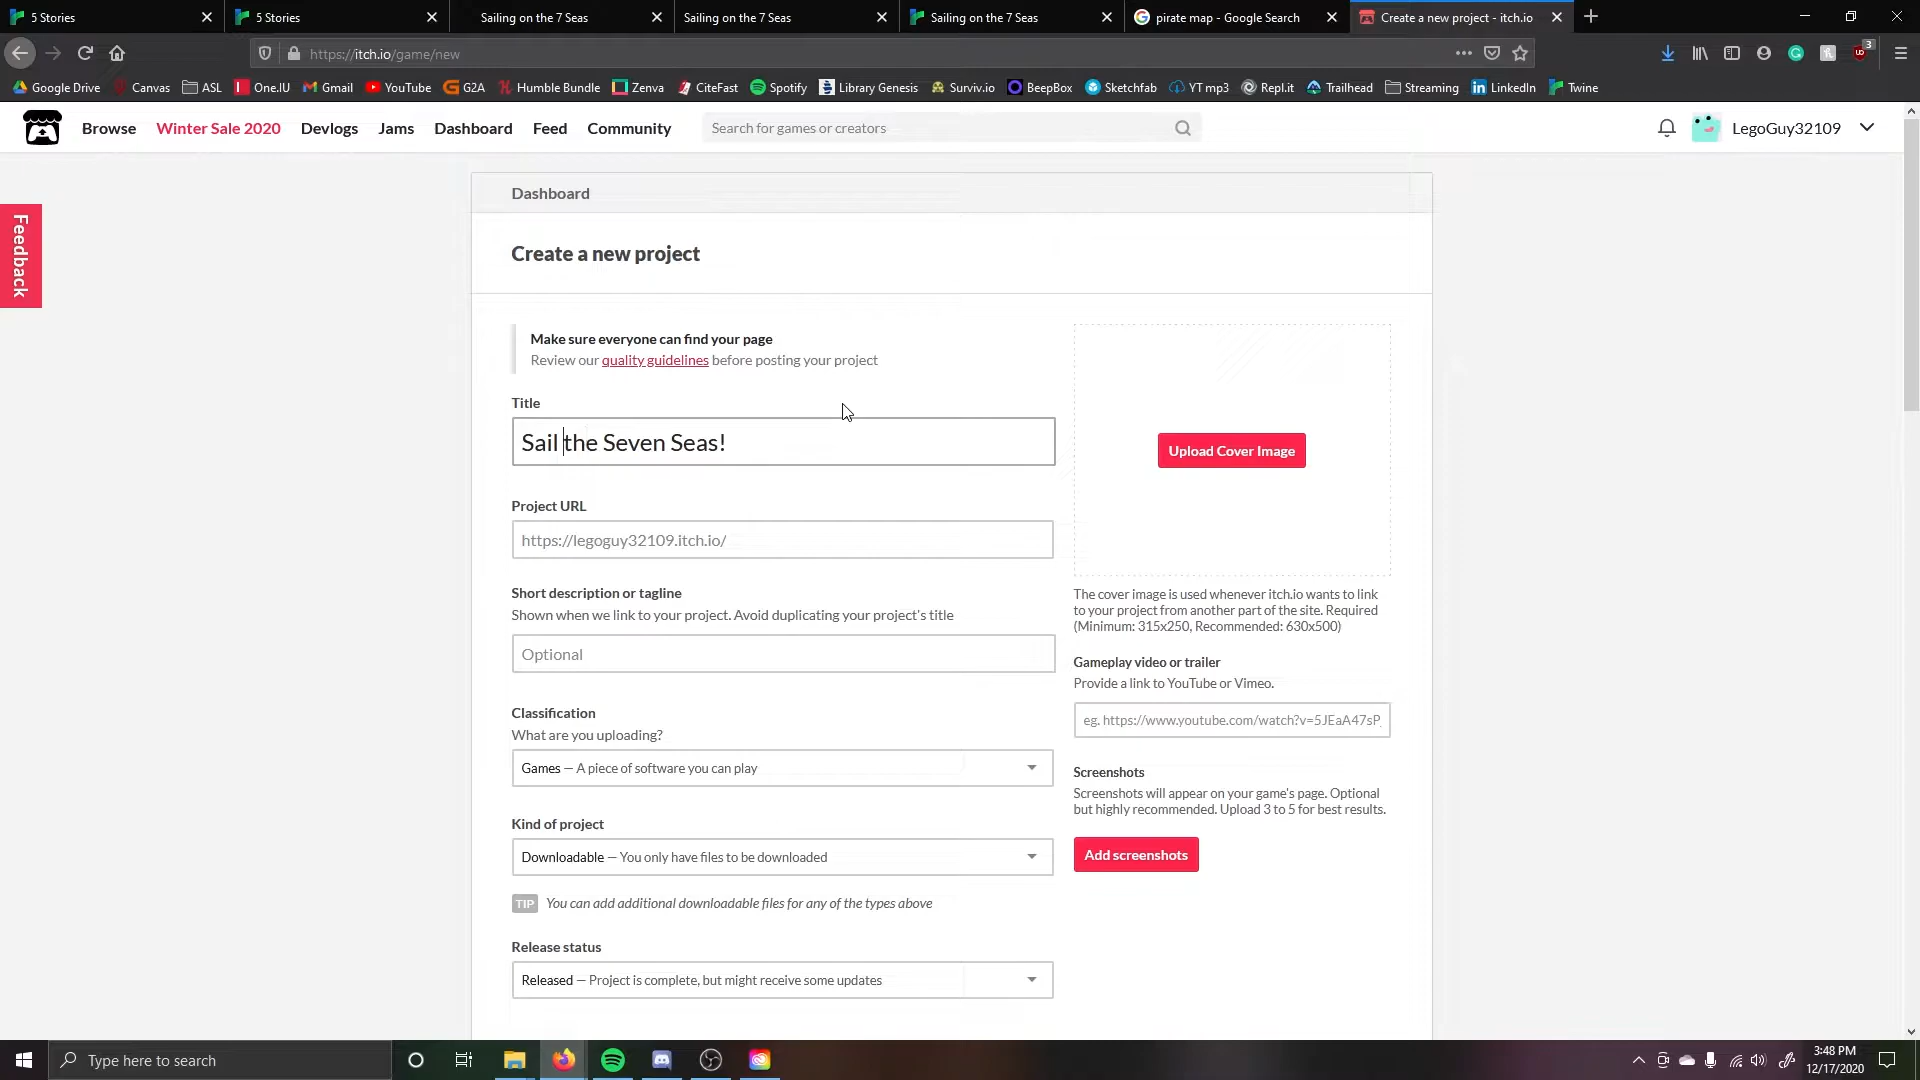 5 Stories
5 Stories
Sailing on the 7 Seas
Sailing on the 7 Seas
Sailing on the 7 Seas
pirate map - Google Search
Create a new project - itch.io
https://itch.io/game/new
3
Google Drive
Canvas
ASL
One.IU
Gmail
YouTube
G2A
Humble Bundle
Zenva
CiteFast
Spotify
Library Genesis
Surviv.io
BeepBox
Sketchfab
YT mp3
Repl.it
Trailhead
Streaming
LinkedIn
Twine
Browse
Winter Sale 2020
Devlogs
Jams
Dashboard
Feed
Community
Search for games or creators
LegoGuy32109
Feedback
Dashboard
Create a new project
Make sure everyone can find your page
Review our quality guidelines before posting your project
Title
Sail the Seven Seas!
Project URL
https://legoguy32109.itch.io/
Short description or tagline
Shown when we link to your project. Avoid duplicating your project's title
Optional
Classification
What are you uploading?
Games — A piece of software you can play
Kind of project
Downloadable — You only have files to be downloaded
TIP You can add additional downloadable files for any of the types above
Release status
Released — Project is complete, but might receive some updates
Upload Cover Image
The cover image is used whenever itch.io wants to link
to your project from another part of the site. Required
(Minimum: 315x250, Recommended: 630x500)
Gameplay video or trailer
Provide a link to YouTube or Vimeo.
eg. https://www.youtube.com/watch?v=5JEaA47sP
Screenshots
Screenshots will appear on your game's page. Optional
but highly recommended. Upload 3 to 5 for best results.
Add screenshots
Type here to search
3:48 PM
12/17/2020